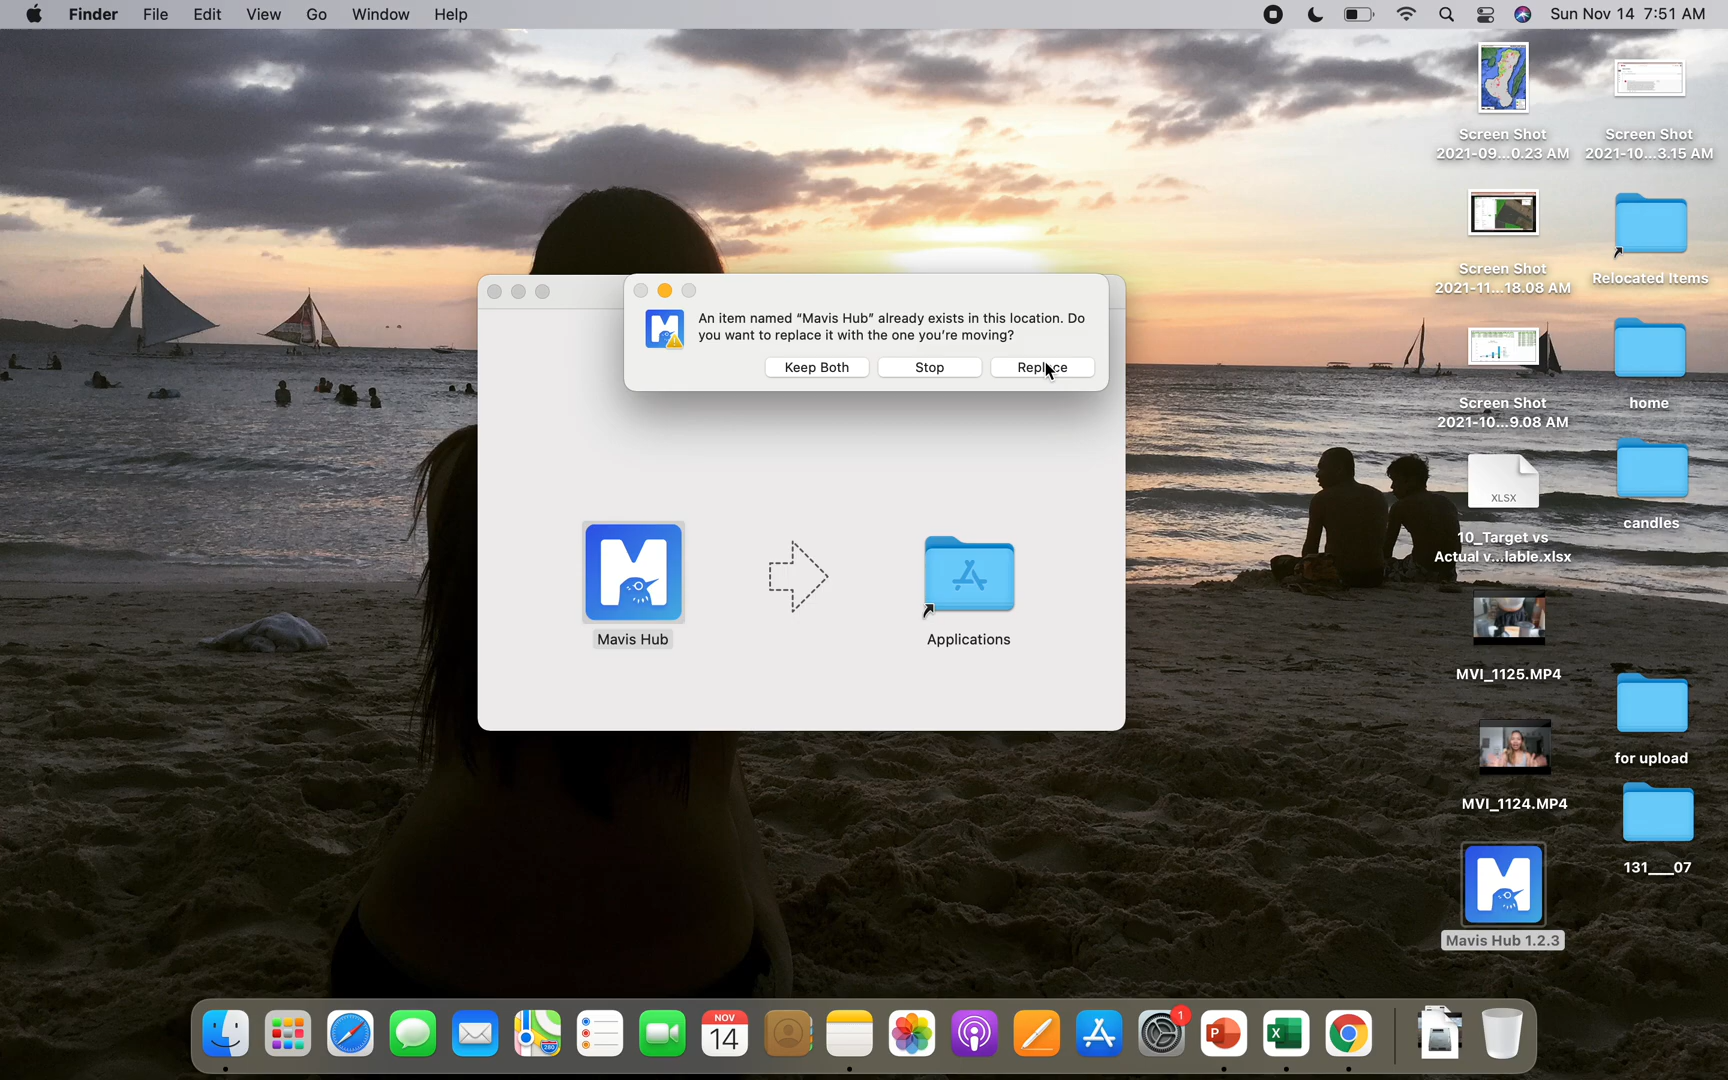 Finder File Edit View Go Window Help Sun Nov 14 7:51 AM
Screen Shot
2021-09...0.23 AM
Screen Shot
2021-10...3.15 AM
Screen Shot
2021-11...18.08 AM
Relocated Items
An item named “Mavis Hub” already exists in this location. Do
you want to replace it with the one you’re moving?
Keep Both Stop Replace
Screen Shot
2021-10...9.08 AM
home
XLSX
10_Target vs
Actual v...lable.xlsx
candles
Mavis Hub
Applications
MVI_1125.MP4
for upload
MVI_1124.MP4
131___07
Mavis Hub 1.2.3
NOV
14
1